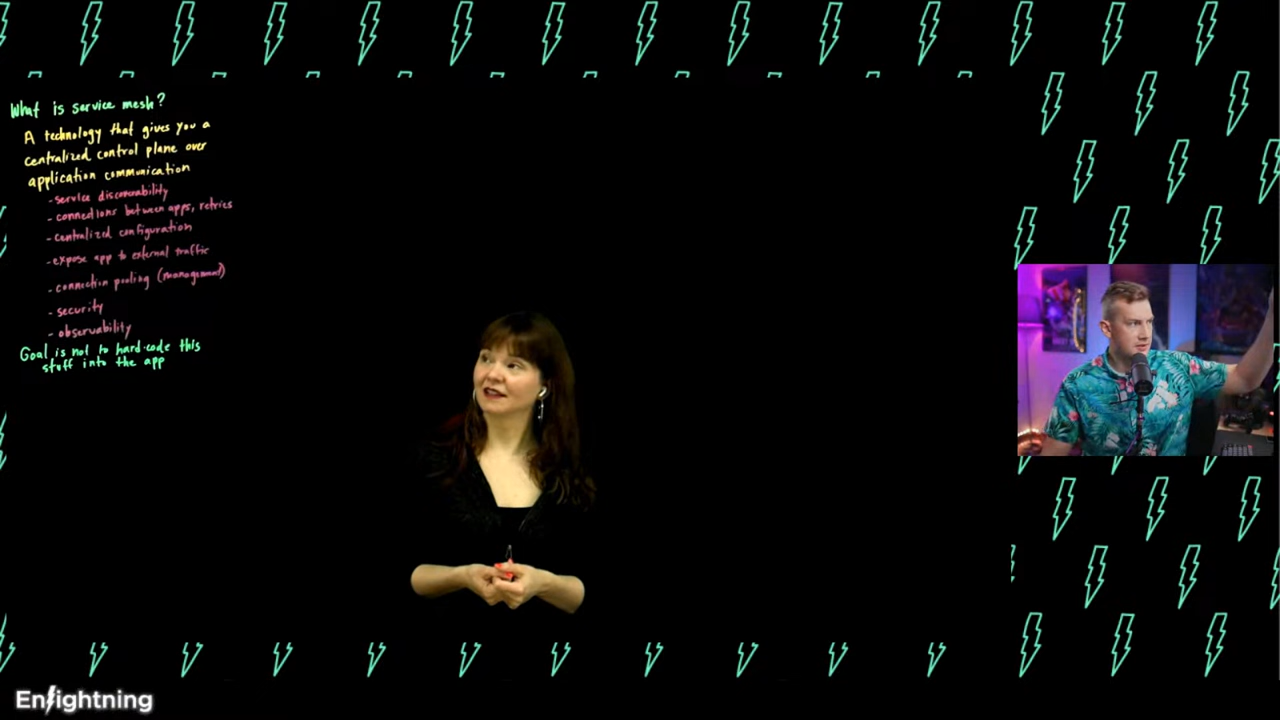 What is service mesh?
A technology that gives you a
centralized control plane over
application communication
- service discoverability
- connections between apps, retries
- centralized configuration
- expose app to external traffic
- connection pooling (management)
- security
- observability
Goal is not to hard-code this
stuff into the app
Enlightning